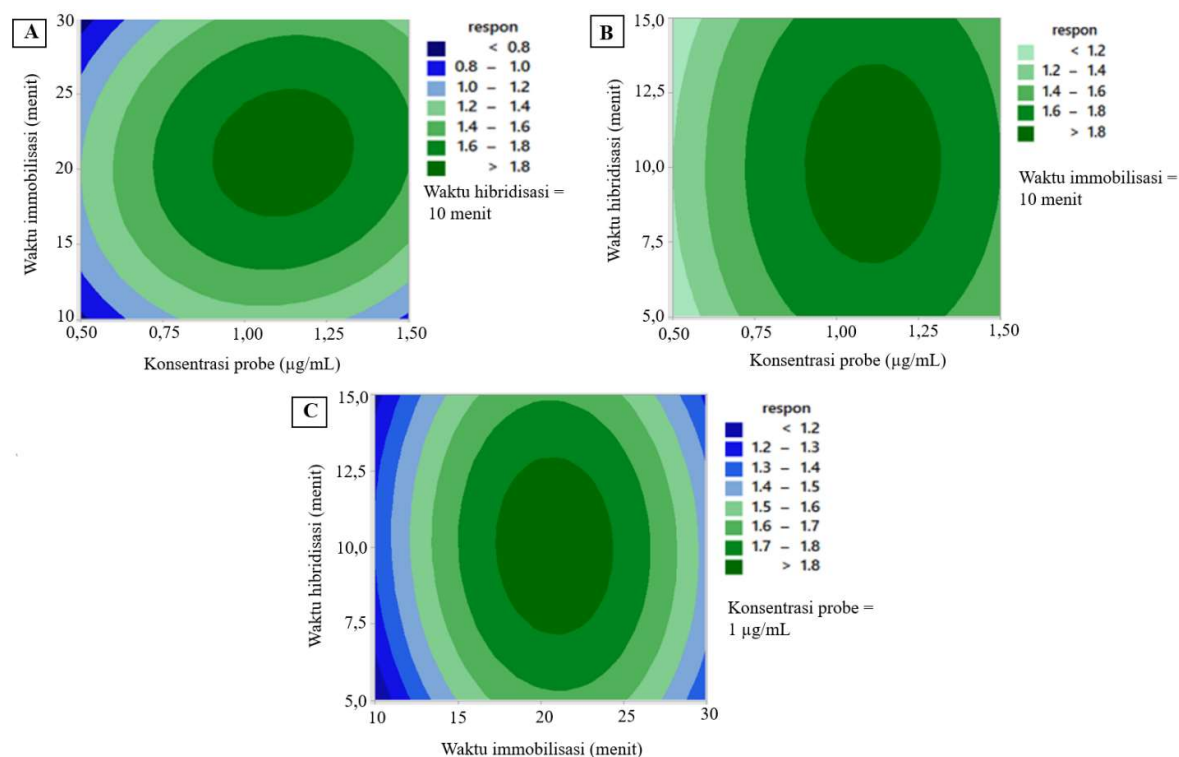 A
Waktu immobilisasi (menit)
30
25
20
15
10
0,50
0,75
1,00
1,25
1,50
Konsentrasi probe (µg/mL)
respon
< 0.8
0.8 – 1.0
1.0 – 1.2
1.2 – 1.4
1.4 – 1.6
1.6 – 1.8
> 1.8
Waktu hibridisasi =
10 menit
B
Waktu hibridisasi (menit)
15,0
12,5
10,0
7,5
5,0
0,50
0,75
1,00
1,25
1,50
Konsentrasi probe (µg/mL)
respon
< 1.2
1.2 – 1.4
1.4 – 1.6
1.6 – 1.8
> 1.8
Waktu immobilisasi =
10 menit
C
Waktu hibridisasi (menit)
15,0
12,5
10,0
7,5
5,0
10
15
20
25
30
Waktu immobilisasi (menit)
respon
< 1.2
1.2 – 1.3
1.3 – 1.4
1.4 – 1.5
1.5 – 1.6
1.6 – 1.7
1.7 – 1.8
> 1.8
Konsentrasi probe =
1 µg/mL